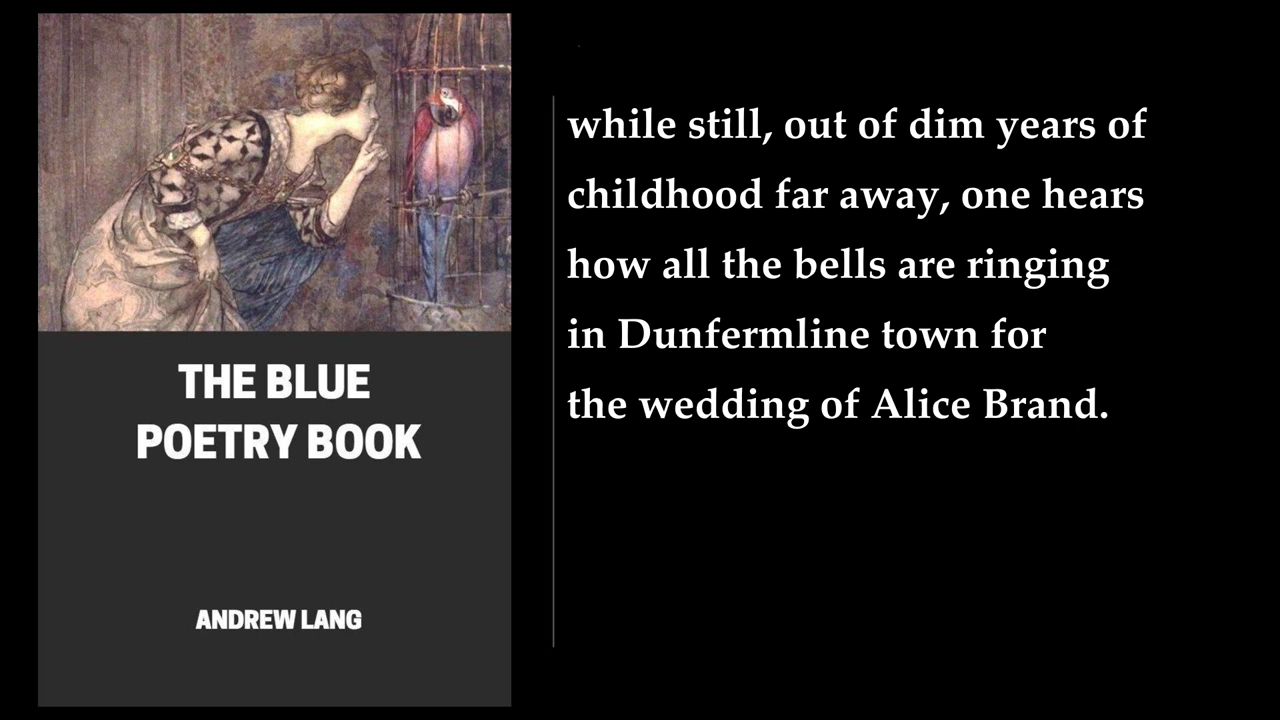 THE BLUE
POETRY BOOK
ANDREW LANG
while still, out of dim years of
childhood far away, one hears
how all the bells are ringing
in Dunfermline town for
the wedding of Alice Brand.